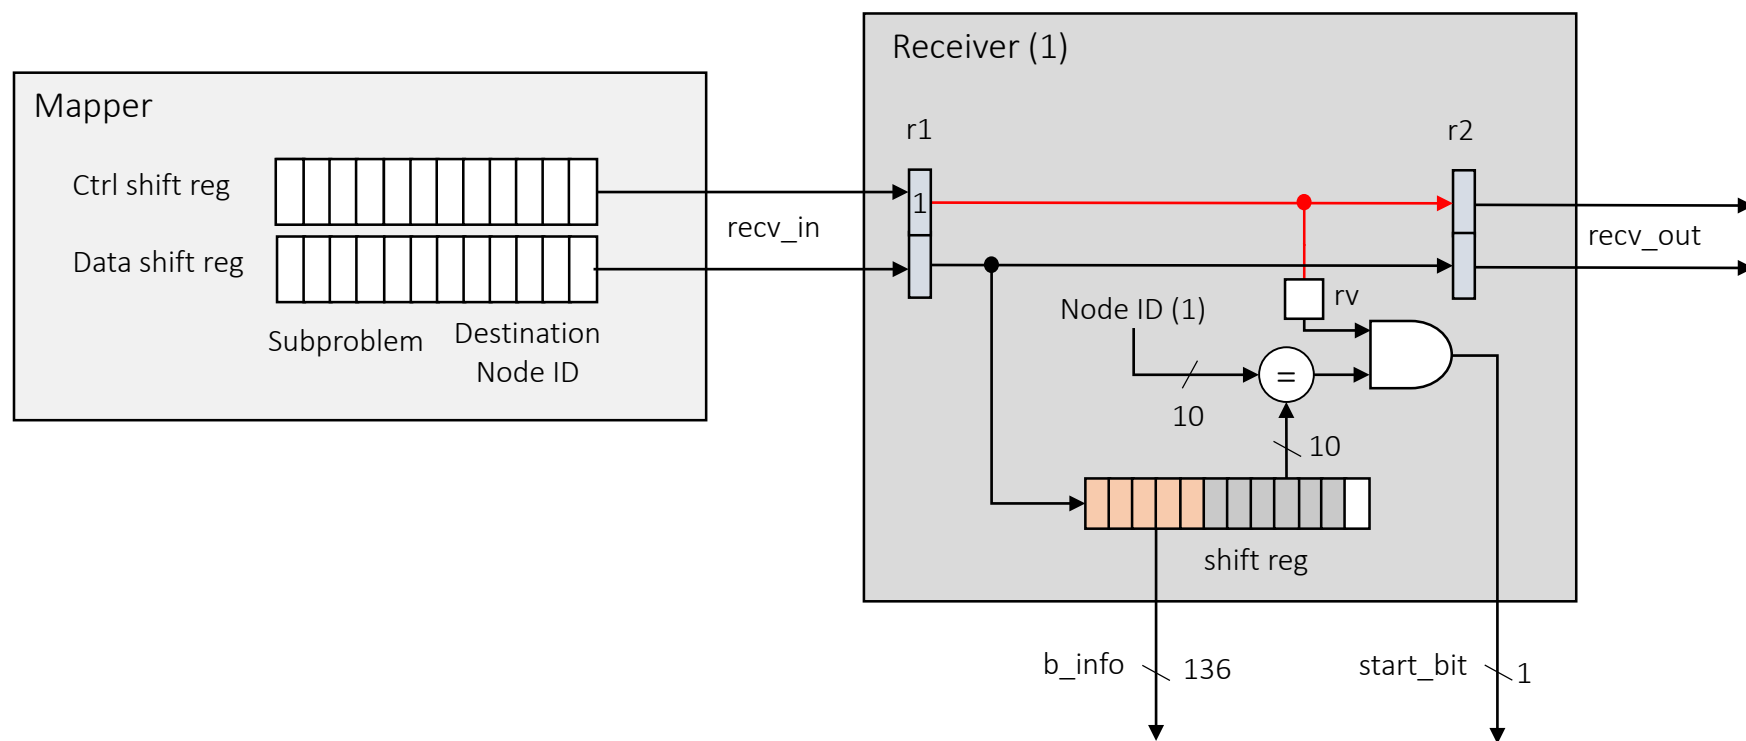 Receiver (1)
Mapper
r1
r2
Ctrl shift reg
1
recv_in
recv_out
Data shift reg
rv
Node ID (1)
Subproblem
Destination
Node ID
=
10
10
shift reg
b_info
136
start_bit
1